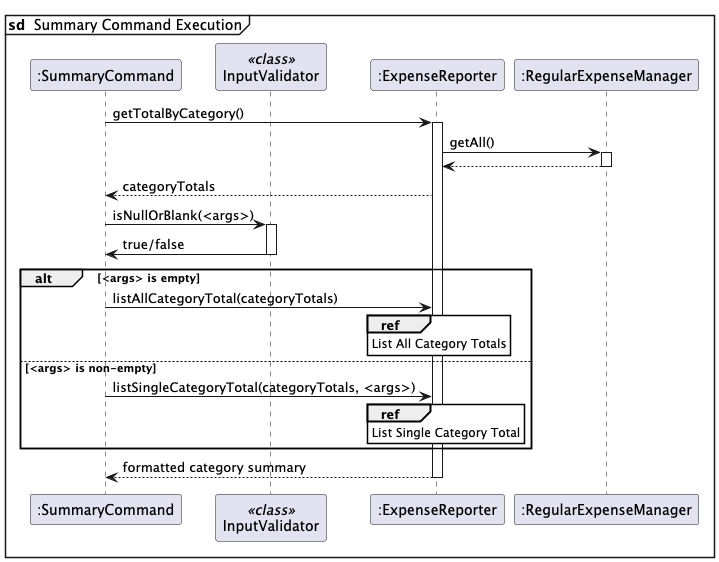 sd Summary Command Execution
:SummaryCommand
«class»
InputValidator
:ExpenseReporter
:RegularExpenseManager
getTotalByCategory()
getAll()
categoryTotals
isNullOrBlank(<args>)
true/false
alt [<args> is empty]
listAllCategoryTotal(categoryTotals)
ref
List All Category Totals
[<args> is non-empty]
listSingleCategoryTotal(categoryTotals, <args>)
ref
List Single Category Total
formatted category summary
:SummaryCommand
«class»
InputValidator
:ExpenseReporter
:RegularExpenseManager